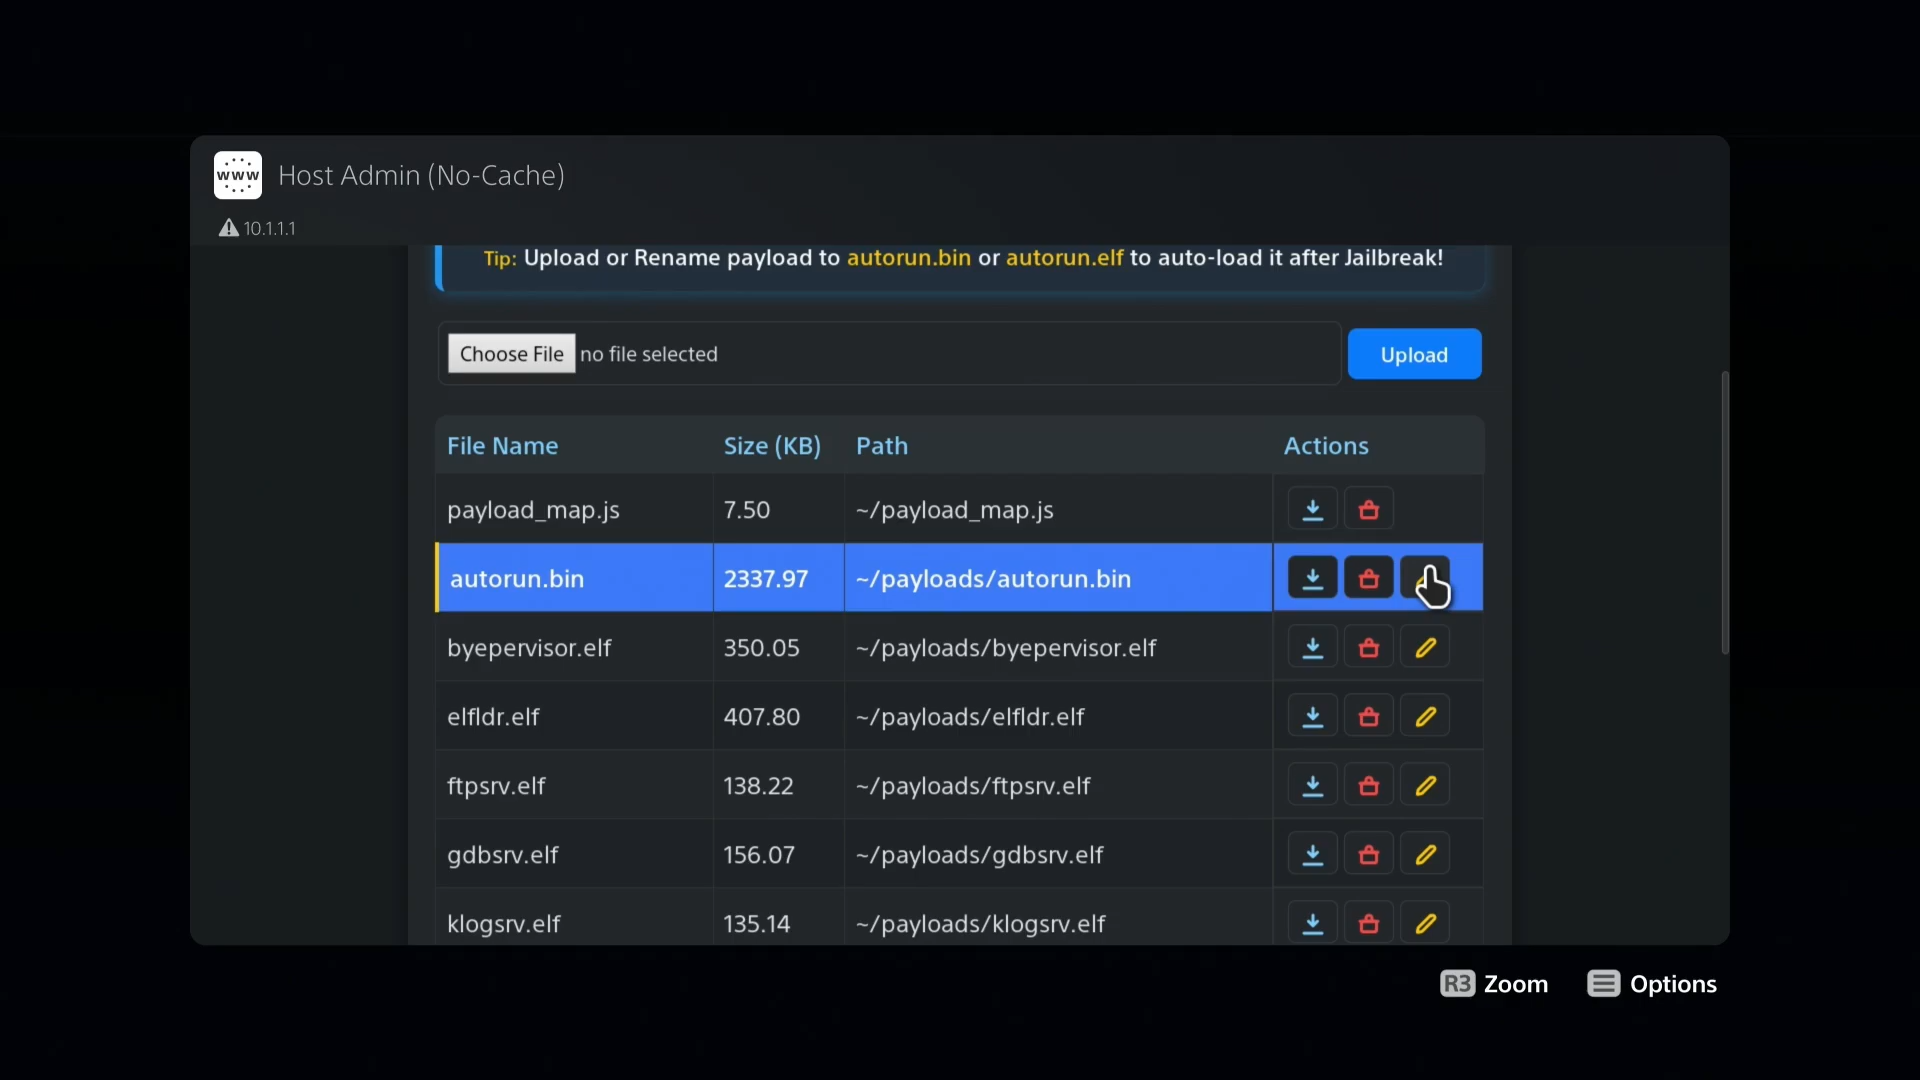 www
Host Admin (No-Cache)
10.1.1.1
Tip: Upload or Rename payload to autorun.bin or autorun.elf to auto-load it after Jailbreak!
Choose File no file selected
Upload
File Name Size (KB) Path Actions
payload_map.js 7.50 ~/payload_map.js
autorun.bin 2337.97 ~/payloads/autorun.bin
byepervisor.elf 350.05 ~/payloads/byepervisor.elf
elfldr.elf 407.80 ~/payloads/elfldr.elf
ftpsrv.elf 138.22 ~/payloads/ftpsrv.elf
gdbsrv.elf 156.07 ~/payloads/gdbsrv.elf
klogsrv.elf 135.14 ~/payloads/klogsrv.elf
R3 Zoom Options